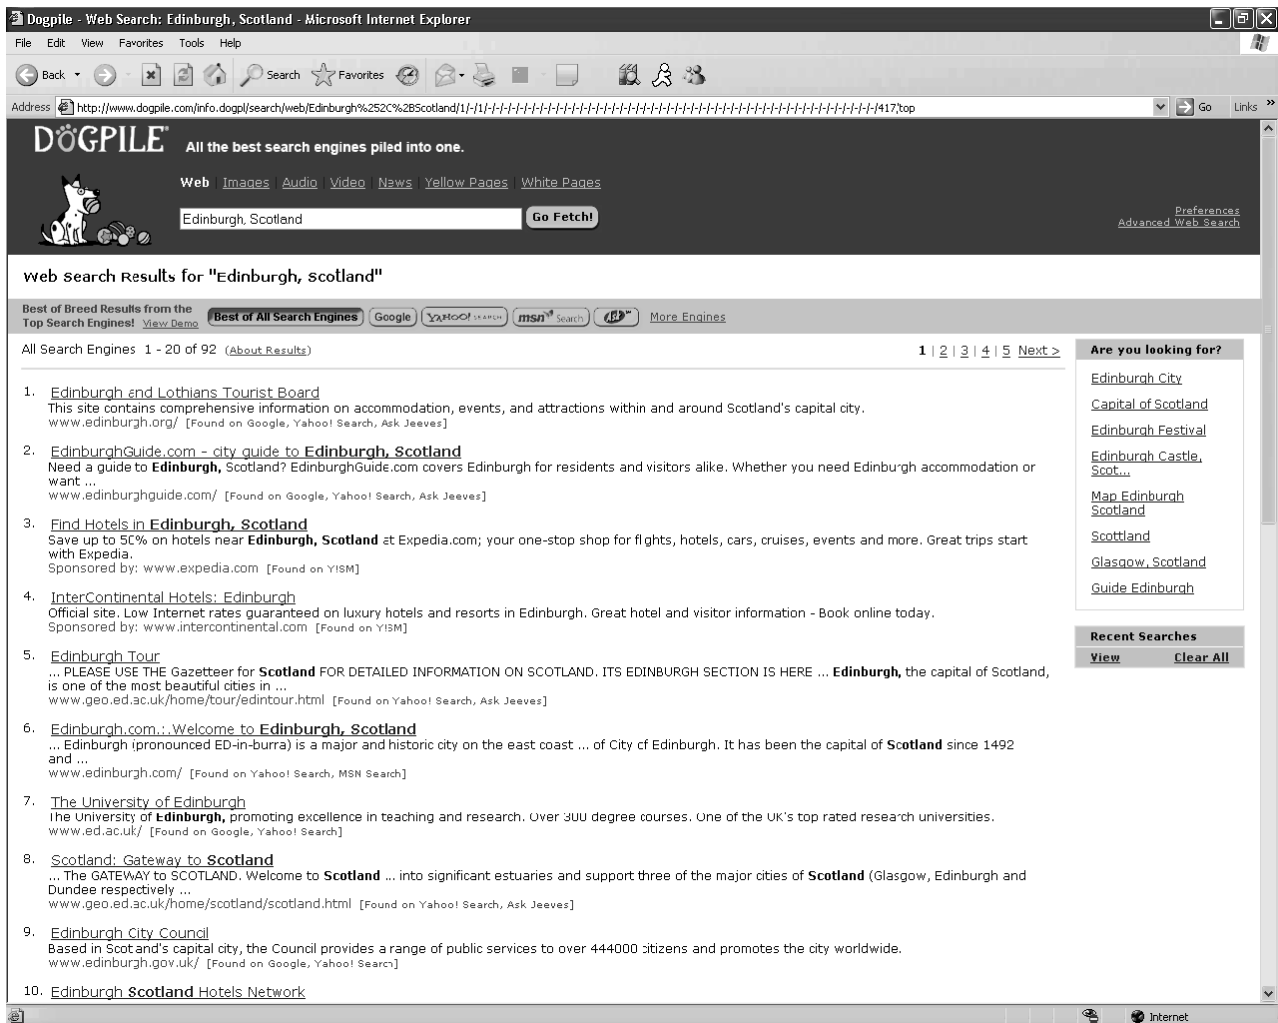 Dogpile - Web Search: Edinburgh, Scotland - Microsoft Internet Explorer
File Edit View Favorites Tools Help
Back Search Favorites
Address http://www.dogpile.com/info.dogpl/search/web/Edinburgh%252C%2BScotland/1/-/1/-/-/-/-/-/-/-/-/-/-/-/-/-/-/-/-/-/-/-/-/-/-/-/-/-/-/-/-/-/-/-/-/-/-/-/-/-/-/-/-/417/top Go Links »
DOGPILE® All the best search engines piled into one.
Web | Images | Audio | Video | News | Yellow Pages | White Pages
Edinburgh, Scotland Go Fetch!
Preferences
Advanced Web Search
Web Search Results for "Edinburgh, Scotland"
Best of Breed Results from the
Top Search Engines! View Demo Best of All Search Engines Google YAHOO! SEARCH msn Search More Engines
All Search Engines 1 - 20 of 92 (About Results) 1 | 2 | 3 | 4 | 5 Next >
1. Edinburgh and Lothians Tourist Board
This site contains comprehensive information on accommodation, events, and attractions within and around Scotland's capital city.
www.edinburgh.org/ [Found on Google, Yahoo! Search, Ask Jeeves]
2. EdinburghGuide.com - city guide to Edinburgh, Scotland
Need a guide to Edinburgh, Scotland? EdinburghGuide.com covers Edinburgh for residents and visitors alike. Whether you need Edinburgh accommodation or
want ...
www.edinburghguide.com/ [Found on Google, Yahoo! Search, Ask Jeeves]
3. Find Hotels in Edinburgh, Scotland
Save up to 50% on hotels near Edinburgh, Scotland at Expedia.com; your one-stop shop for flights, hotels, cars, cruises, events and more. Great trips start
with Expedia.
Sponsored by: www.expedia.com [Found on Y!SM]
4. InterContinental Hotels: Edinburgh
Official site. Low Internet rates guaranteed on luxury hotels and resorts in Edinburgh. Great hotel and visitor information - Book online today.
Sponsored by: www.intercontinental.com [Found on Y!SM]
5. Edinburgh Tour
... PLEASE USE THE Gazetteer for Scotland FOR DETAILED INFORMATION ON SCOTLAND. ITS EDINBURGH SECTION IS HERE ... Edinburgh, the capital of Scotland,
is one of the most beautiful cities in ...
www.geo.ed.ac.uk/home/tour/edintour.html [Found on Yahoo! Search, Ask Jeeves]
6. Edinburgh.com.:.Welcome to Edinburgh, Scotland
... Edinburgh (pronounced ED-in-burra) is a major and historic city on the east coast ... of City of Edinburgh. It has been the capital of Scotland since 1492
and ...
www.edinburgh.com/ [Found on Yahoo! Search, MSN Search]
7. The University of Edinburgh
The University of Edinburgh, promoting excellence in teaching and research. Over 300 degree courses. One of the UK's top rated research universities.
www.ed.ac.uk/ [Found on Google, Yahoo! Search]
8. Scotland: Gateway to Scotland
... The GATEWAY to SCOTLAND. Welcome to Scotland ... into significant estuaries and support three of the major cities of Scotland (Glasgow, Edinburgh and
Dundee respectively ...
www.geo.ed.ac.uk/home/scotland/scotland.html [Found on Yahoo! Search, Ask Jeeves]
9. Edinburgh City Council
Based in Scotland's capital city, the Council provides a range of public services to over 444000 citizens and promotes the city worldwide.
www.edinburgh.gov.uk/ [Found on Google, Yahoo! Search]
10. Edinburgh Scotland Hotels Network
Are you looking for?
Edinburgh City
Capital of Scotland
Edinburgh Festival
Edinburgh Castle,
Scot...
Map Edinburgh
Scotland
Scottland
Glasgow, Scotland
Guide Edinburgh
Recent Searches
View Clear All
Internet